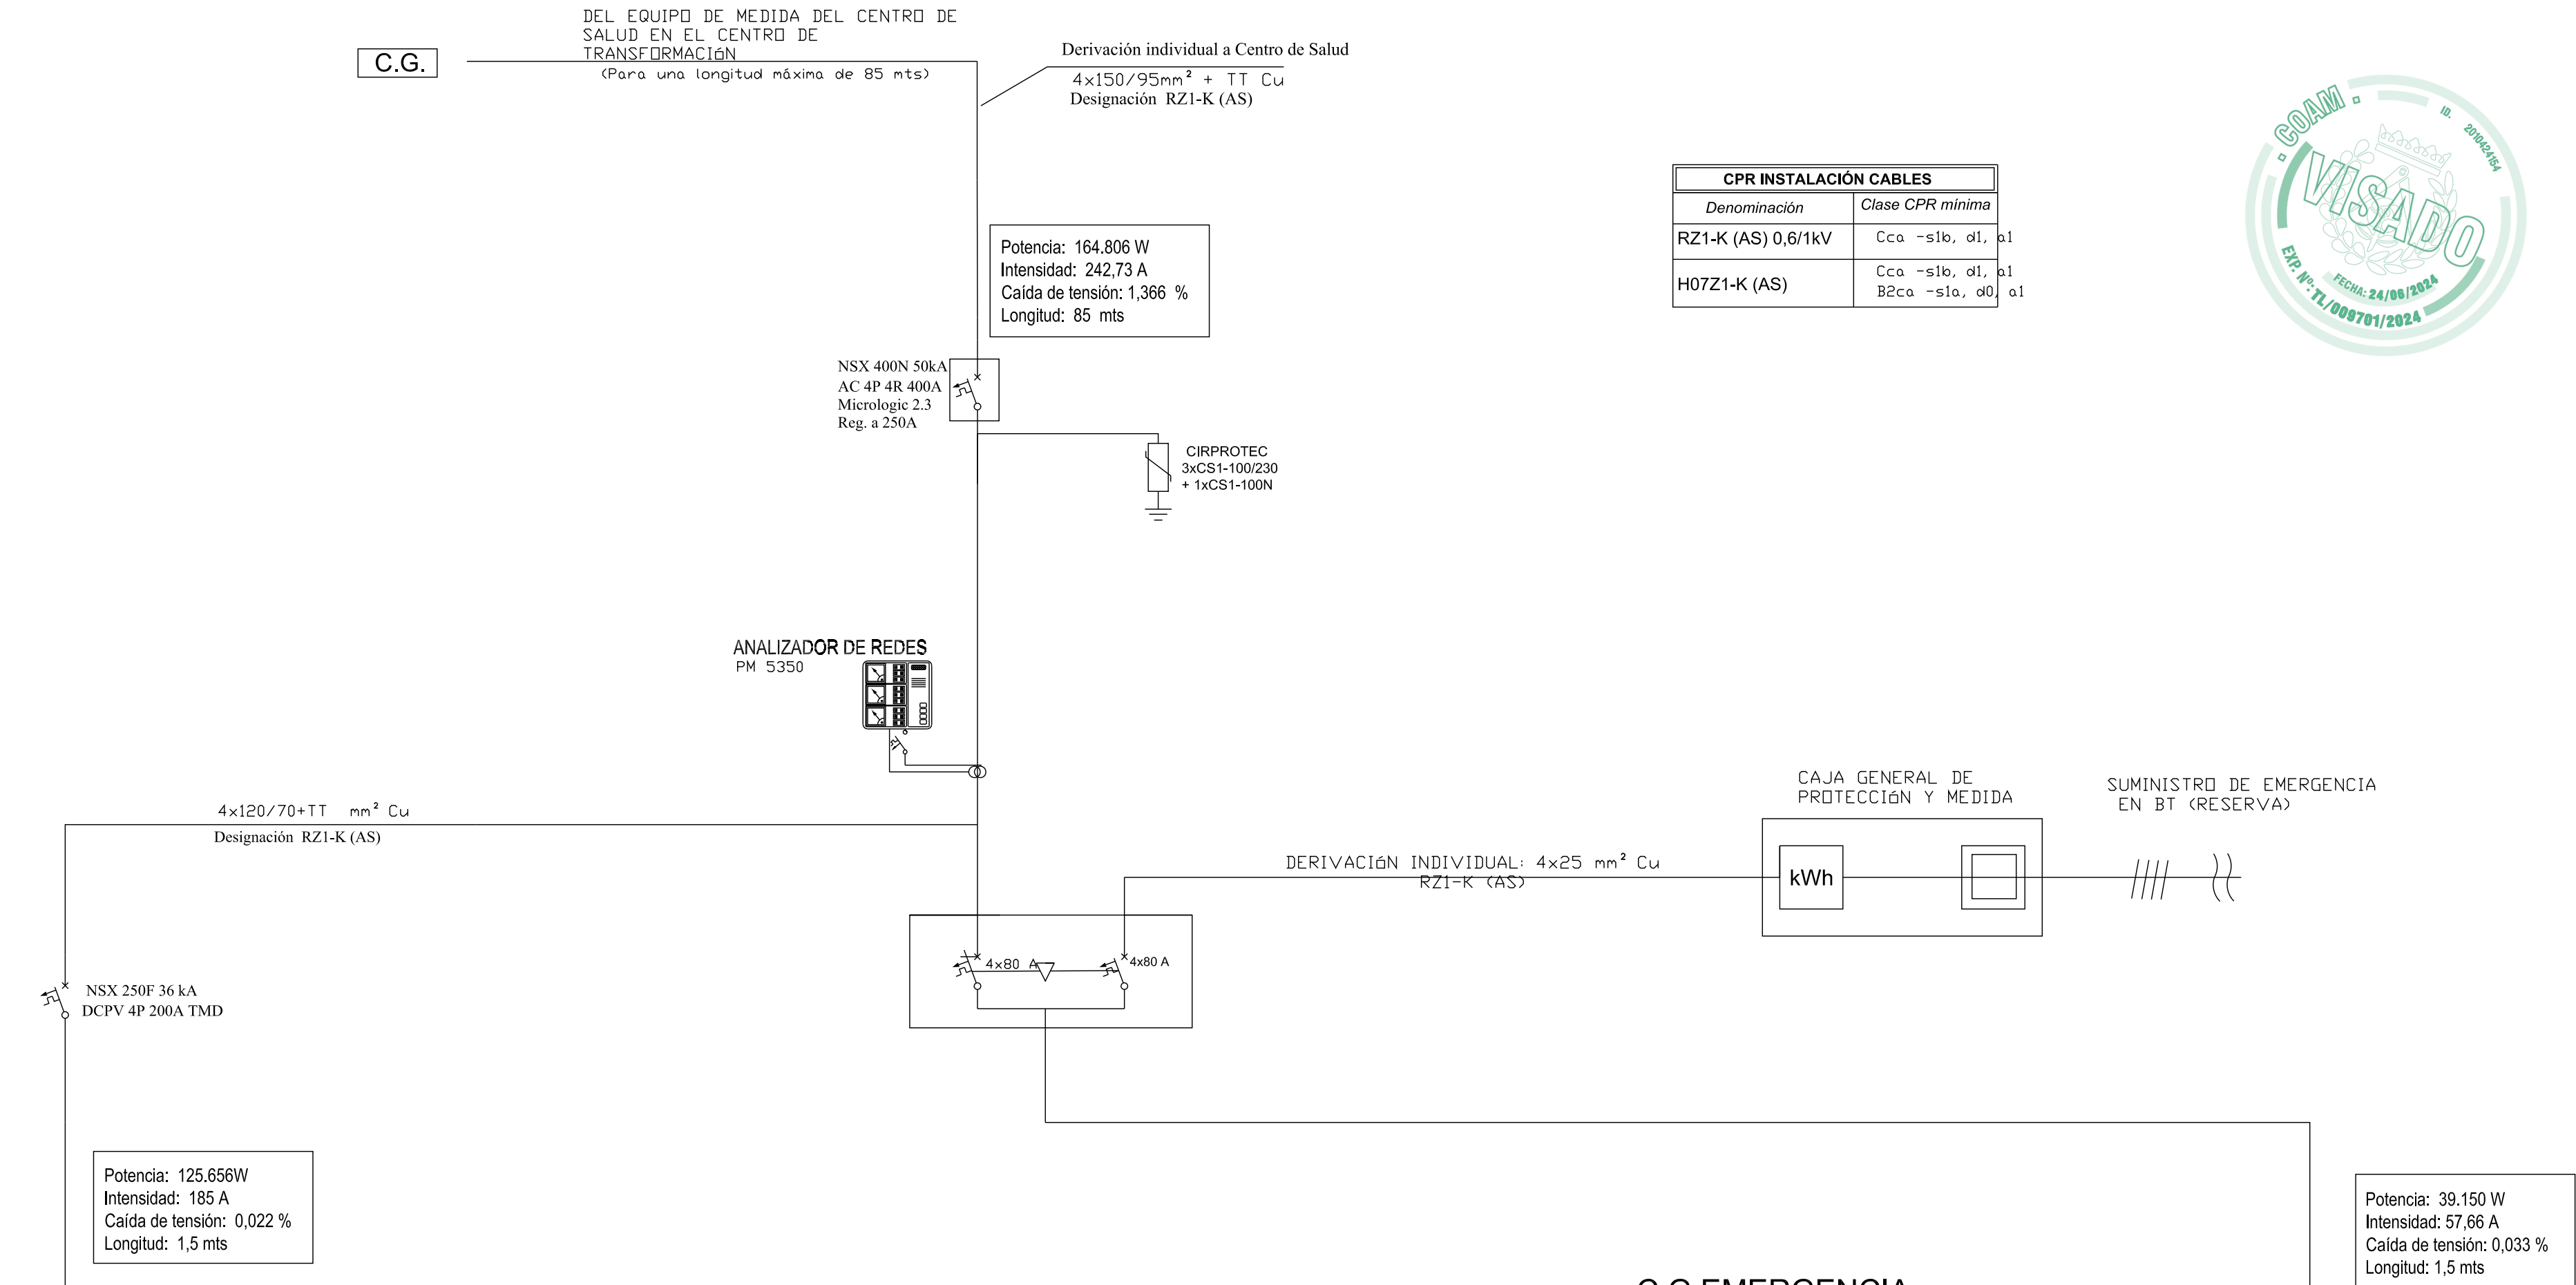 DEL EQUIPO DE MEDIDA DEL CENTRO DE
SALUD EN EL CENTRO DE
TRANSFORMACIóN
(Para una longitud máxima de 85 mts)
C.G.
Derivación individual a Centro de Salud
4x150/95mm² + TT Cu
Designación RZ1-K (AS)
CPR INSTALACIÓN CABLES
Denominación Clase CPR mínima
RZ1-K (AS) 0,6/1kV Cca -s1b, d1, a1
H07Z1-K (AS) Cca -s1b, d1, a1
B2ca -s1a, d0, a1
. COAM .
ID. 2010424154
VISADO
FECHA: 24/06/2024
EXP. Nº: TL/009701/2024
Potencia: 164.806 W
Intensidad: 242,73 A
Caída de tensión: 1,366 %
Longitud: 85 mts
NSX 400N 50kA
AC 4P 4R 400A
Micrologic 2.3
Reg. a 250A
CIRPROTEC
3xCS1-100/230
+ 1xCS1-100N
ANALIZADOR DE REDES
PM 5350
4x120/70+TT mm² Cu
Designación RZ1-K (AS)
CAJA GENERAL DE
PROTECCIóN Y MEDIDA
SUMINISTRO DE EMERGENCIA
EN BT (RESERVA)
DERIVACIóN INDIVIDUAL: 4x25 mm² Cu
RZ1-K (AS)
kWh
4x80 A
4x80 A
NSX 250F 36 kA
DCPV 4P 200A TMD
Potencia: 125.656W
Intensidad: 185 A
Caída de tensión: 0,022 %
Longitud: 1,5 mts
Potencia: 39.150 W
Intensidad: 57,66 A
Caída de tensión: 0,033 %
Longitud: 1,5 mts
C.G.EMERGENCIA